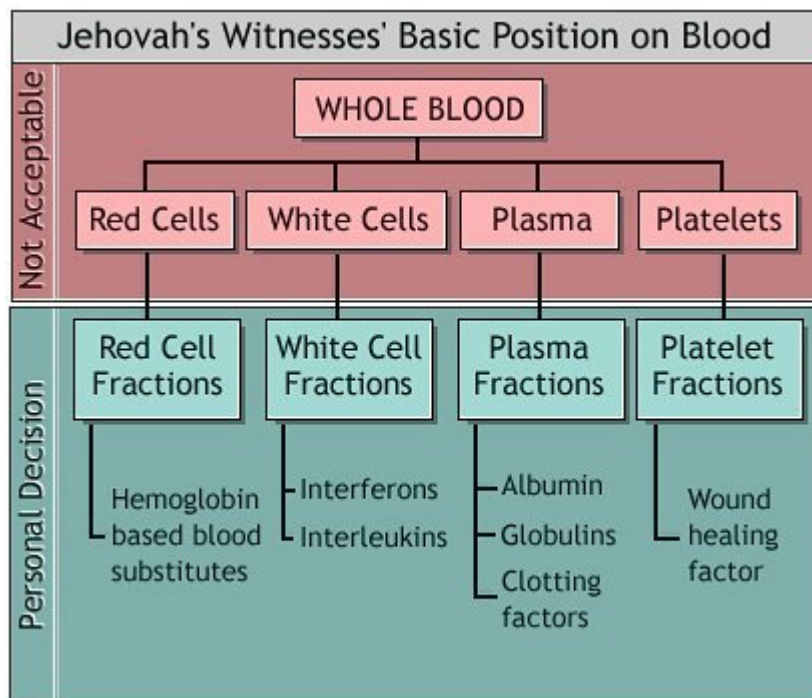 Jehovah's Witnesses' Basic Position on Blood
Not Acceptable
WHOLE BLOOD
Red Cells
White Cells
Plasma
Platelets
Personal Decision
Red Cell
Fractions
White Cell
Fractions
Plasma
Fractions
Platelet
Fractions
Hemoglobin
based blood
substitutes
Interferons
Interleukins
Albumin
Globulins
Clotting
factors
Wound
healing
factor